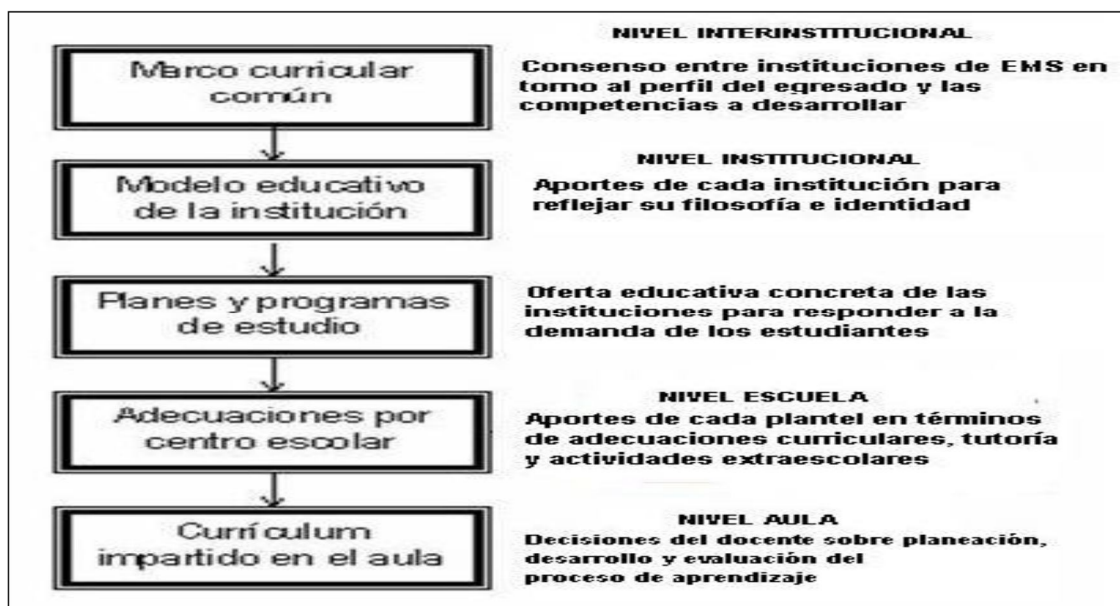 Marco curricular
común
NIVEL INTERINSTITUCIONAL
Consenso entre instituciones de EMS en
torno al perfil del egresado y las
competencias a desarrollar
Modelo educativo
de la institución
NIVEL INSTITUCIONAL
Aportes de cada institución para
reflejar su filosofía e identidad
Planes y programas
de estudio
Oferta educativa concreta de las
instituciones para responder a la
demanda de los estudiantes
Adecuaciones por
centro escolar
NIVEL ESCUELA
Aportes de cada plantel en términos
de adecuaciones curriculares, tutoría
y actividades extraescolares
Currículum
impartido en el aula
NIVEL AULA
Decisiones del docente sobre planeación,
desarrollo y evaluación del
proceso de aprendizaje